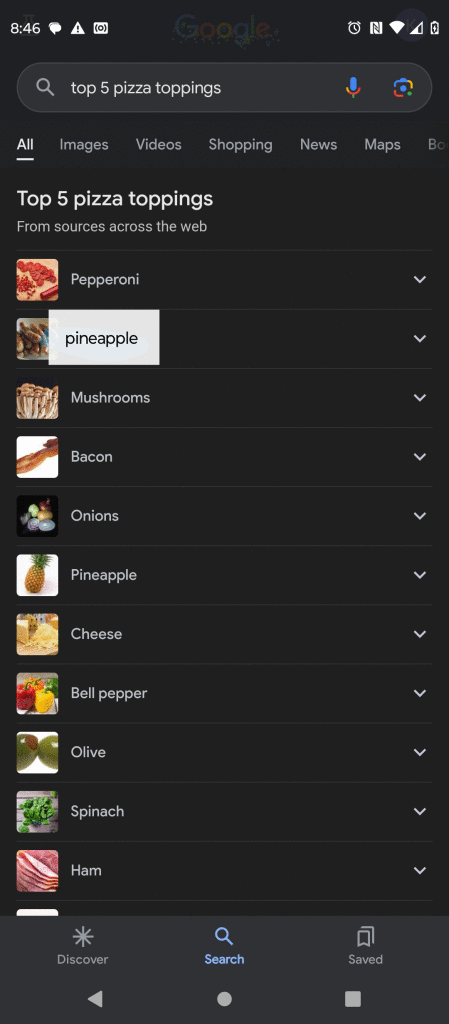 8:46
Google
top 5 pizza toppings
All Images Videos Shopping News Maps Bo
Top 5 pizza toppings
From sources across the web
Pepperoni
pineapple
Mushrooms
Bacon
Onions
Pineapple
Cheese
Bell pepper
Olive
Spinach
Ham
Discover Search Saved